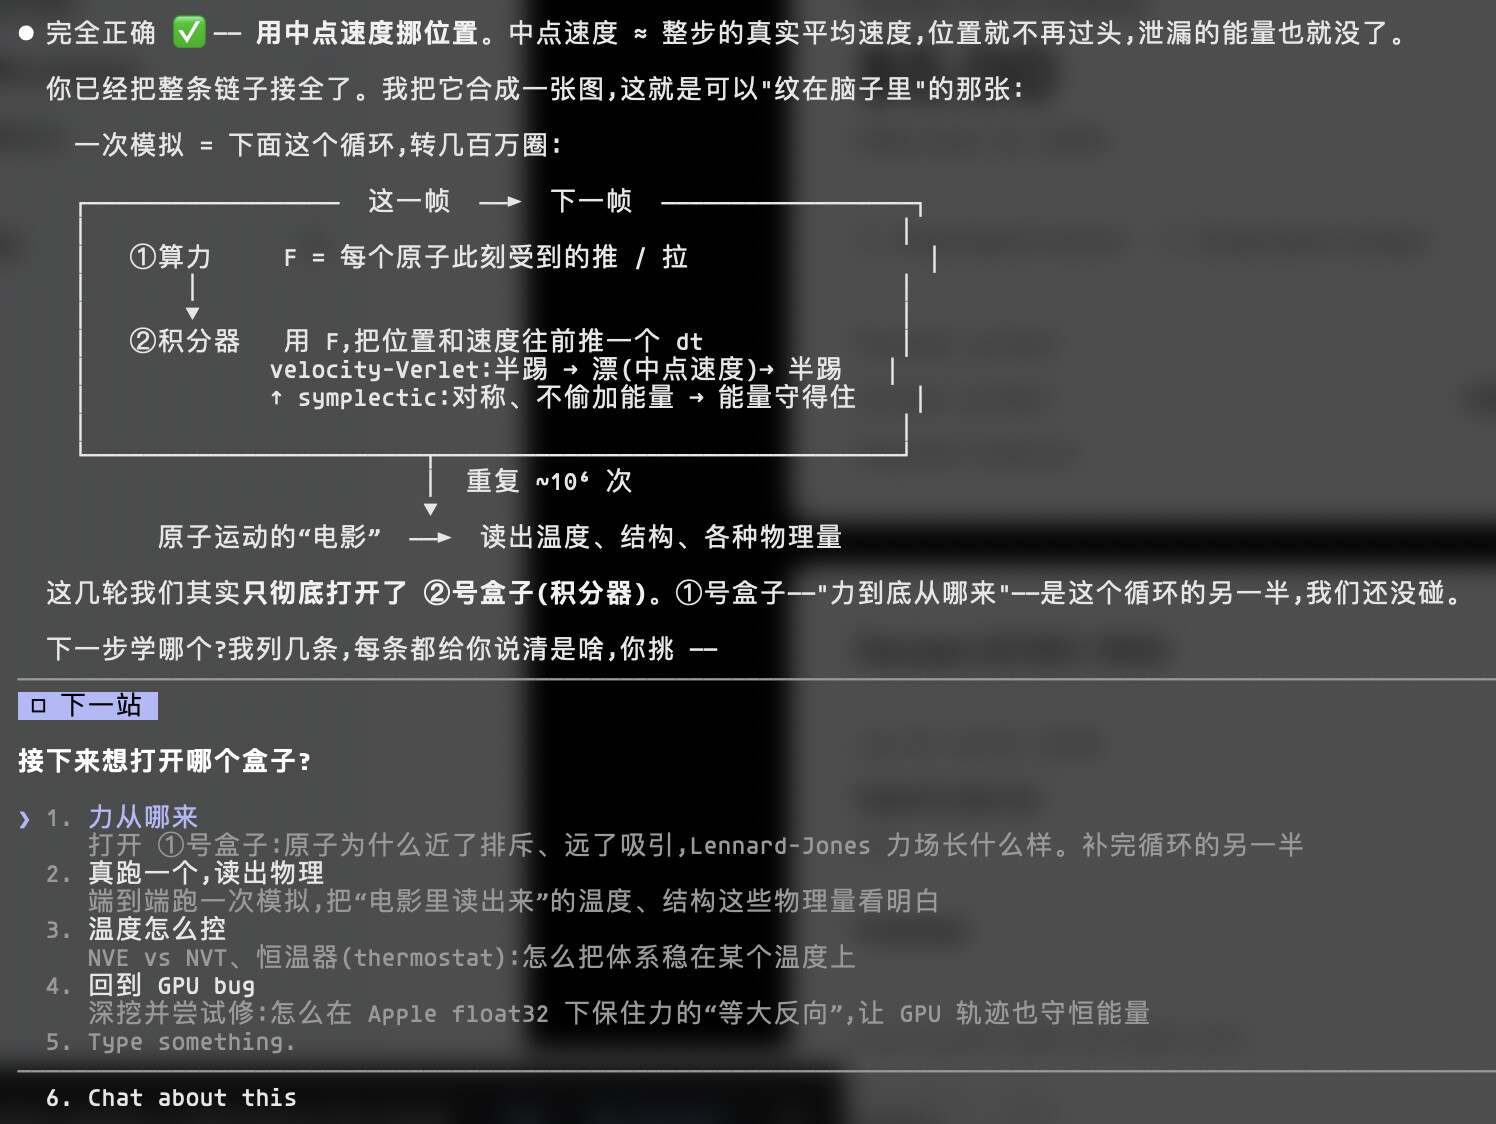 ● 完全正确 ✅ —— 用中点速度挪位置。中点速度 ≈ 整步的真实平均速度,位置就不再过头,泄漏的能量也就没了。
你已经把整条链子接全了。我把它合成一张图,这就是可以"纹在脑子里"的那张:
一次模拟 = 下面这个循环,转几百万圈:
这一帧 ──► 下一帧
①算力 F = 每个原子此刻受到的推 / 拉
│
▼
②积分器 用 F,把位置和速度往前推一个 dt
velocity-Verlet:半踢 → 漂(中点速度)→ 半踢
↑ symplectic:对称、不偷加能量 → 能量守得住
│ 重复 ~10⁶ 次
▼
原子运动的“电影” ──► 读出温度、结构、各种物理量
这几轮我们其实只彻底打开了 ②号盒子(积分器)。①号盒子——"力到底从哪来"——是这个循环的另一半,我们还没碰。
下一步学哪个?我列几条,每条都给你说清是啥,你挑 ——
□ 下一站
接下来想打开哪个盒子?
❯ 1. 力从哪来
打开 ①号盒子:原子为什么近了排斥、远了吸引,Lennard-Jones 力场长什么样。补完循环的另一半
2. 真跑一个,读出物理
端到端跑一次模拟,把“电影里读出来”的温度、结构这些物理量看明白
3. 温度怎么控
NVE vs NVT、恒温器(thermostat):怎么把体系稳在某个温度上
4. 回到 GPU bug
深挖并尝试修:怎么在 Apple float32 下保住力的“等大反向”,让 GPU 轨迹也守恒能量
5. Type something.
6. Chat about this